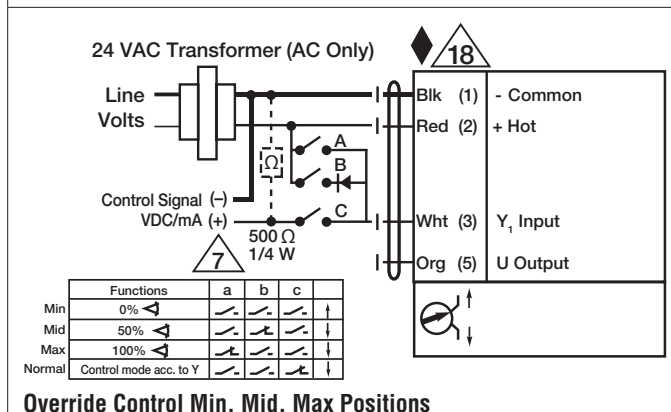 24 VAC Transformer (AC Only)
18
Line
Volts
Blk (1) - Common
Red (2) + Hot
A
B
C
Ω
Control Signal (–)
VDC/mA (+)
500 Ω
1/4 W
7
Wht (3) Y1 Input
Org (5) U Output
Functions a b c
Min 0%
Mid 50%
Max 100%
Normal Control mode acc. to Y
Override Control Min, Mid, Max Positions